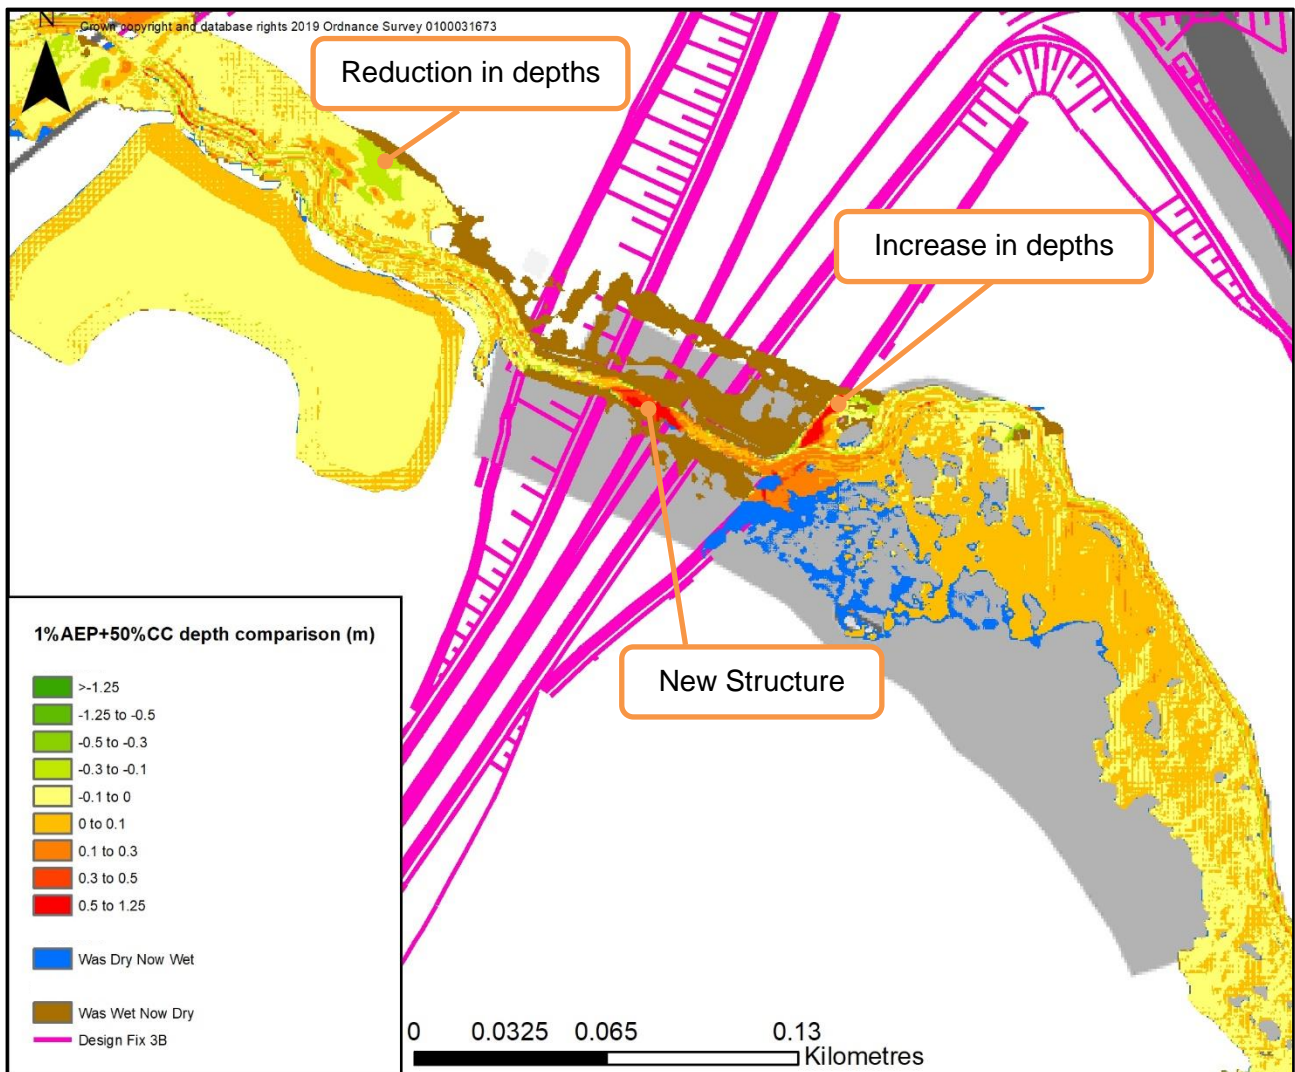 N
Crown copyright and database rights 2019 Ordnance Survey 0100031673
Reduction in depths
Increase in depths
New Structure
1%AEP+50%CC depth comparison (m)
>-1.25
-1.25 to -0.5
-0.5 to -0.3
-0.3 to -0.1
-0.1 to 0
0 to 0.1
0.1 to 0.3
0.3 to 0.5
0.5 to 1.25
Was Dry Now Wet
Was Wet Now Dry
Design Fix 3B
0 0.0325 0.065 0.13
Kilometres